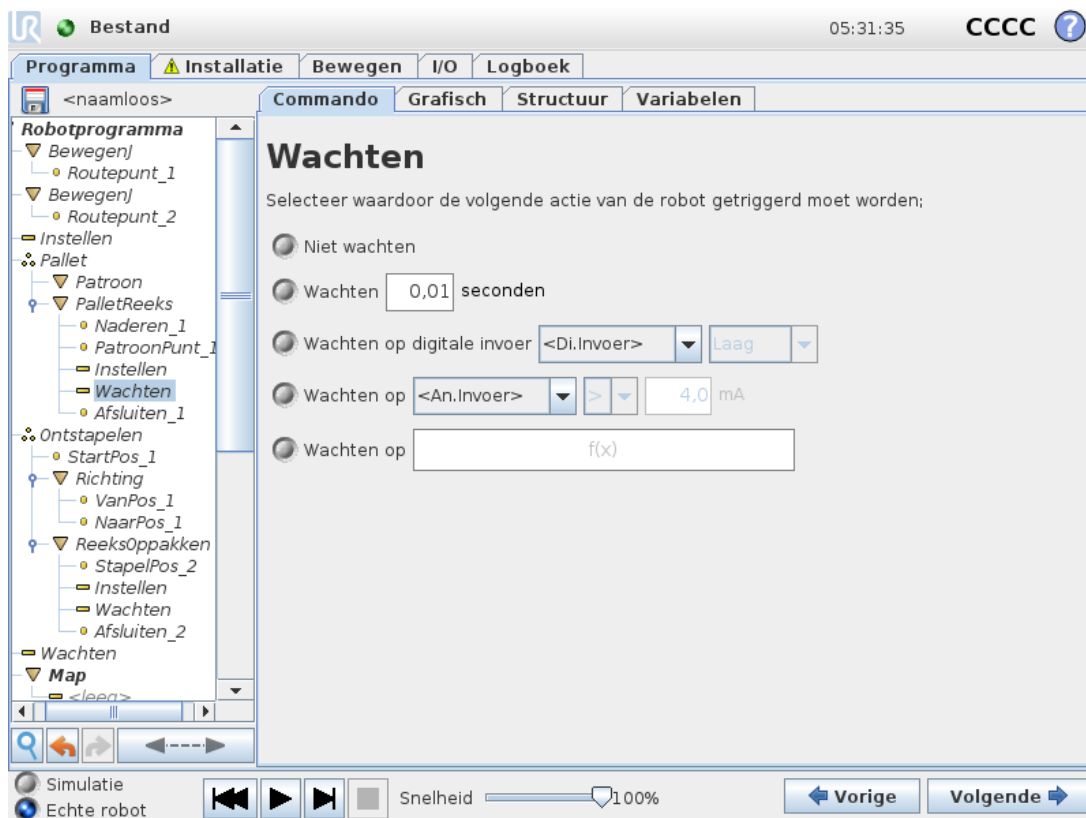 UR Bestand 05:31:35 CCCC ?
Programma Installatie Bewegen I/O Logboek
<naamloos>
Commando Grafisch Structuur Variabelen
Robotprogramma
BewegenJ
Routepunt_1
BewegenJ
Routepunt_2
Instellen
Pallet
Patroon
PalletReeks
Naderen_1
PatroonPunt_1
Instellen
Wachten
Afsluiten_1
Ontstapelen
StartPos_1
Richting
VanPos_1
NaarPos_1
ReeksOppakken
StapelPos_2
Instellen
Wachten
Afsluiten_2
Wachten
Map
<leeg>
Wachten
Selecteer waardoor de volgende actie van de robot getriggerd moet worden;
Niet wachten
Wachten 0,01 seconden
Wachten op digitale invoer <Di.Invoer> Laag
Wachten op <An.Invoer> > 4,0 mA
Wachten op f(x)
Simulatie
Echte robot
Snelheid 100%
Vorige Volgende